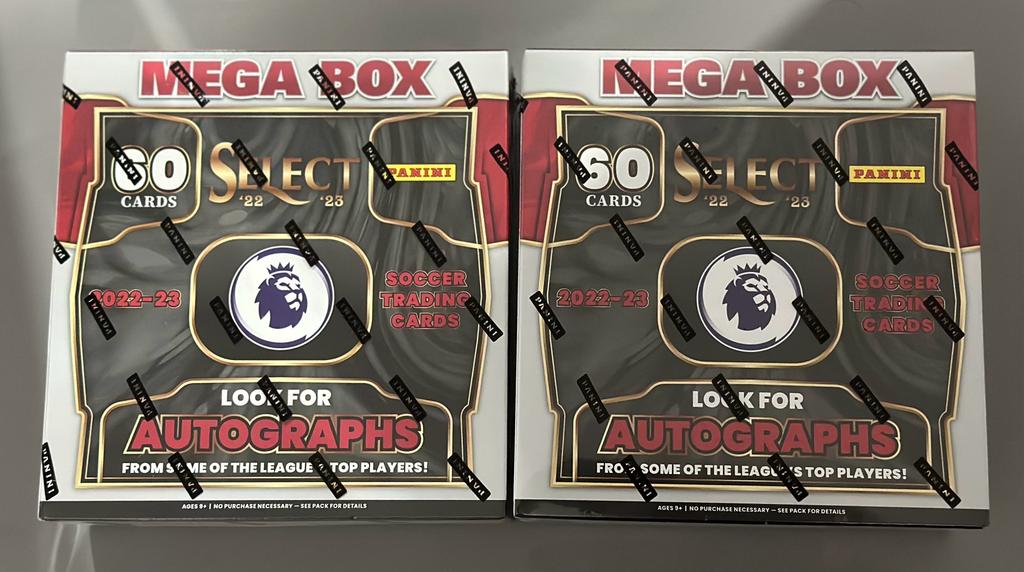 MEGA BOX
60
CARDS
SELECT
'22 '23
PANINI
2022-23
SOCCER
TRADING
CARDS
LOOK FOR
AUTOGRAPHS
FROM SOME OF THE LEAGUE'S TOP PLAYERS!
AGES 9+ | NO PURCHASE NECESSARY — SEE PACK FOR DETAILS
MEGA BOX
60
CARDS
SELECT
'22 '23
PANINI
2022-23
SOCCER
TRADING
CARDS
LOOK FOR
AUTOGRAPHS
FROM SOME OF THE LEAGUE'S TOP PLAYERS!
AGES 9+ | NO PURCHASE NECESSARY — SEE PACK FOR DETAILS